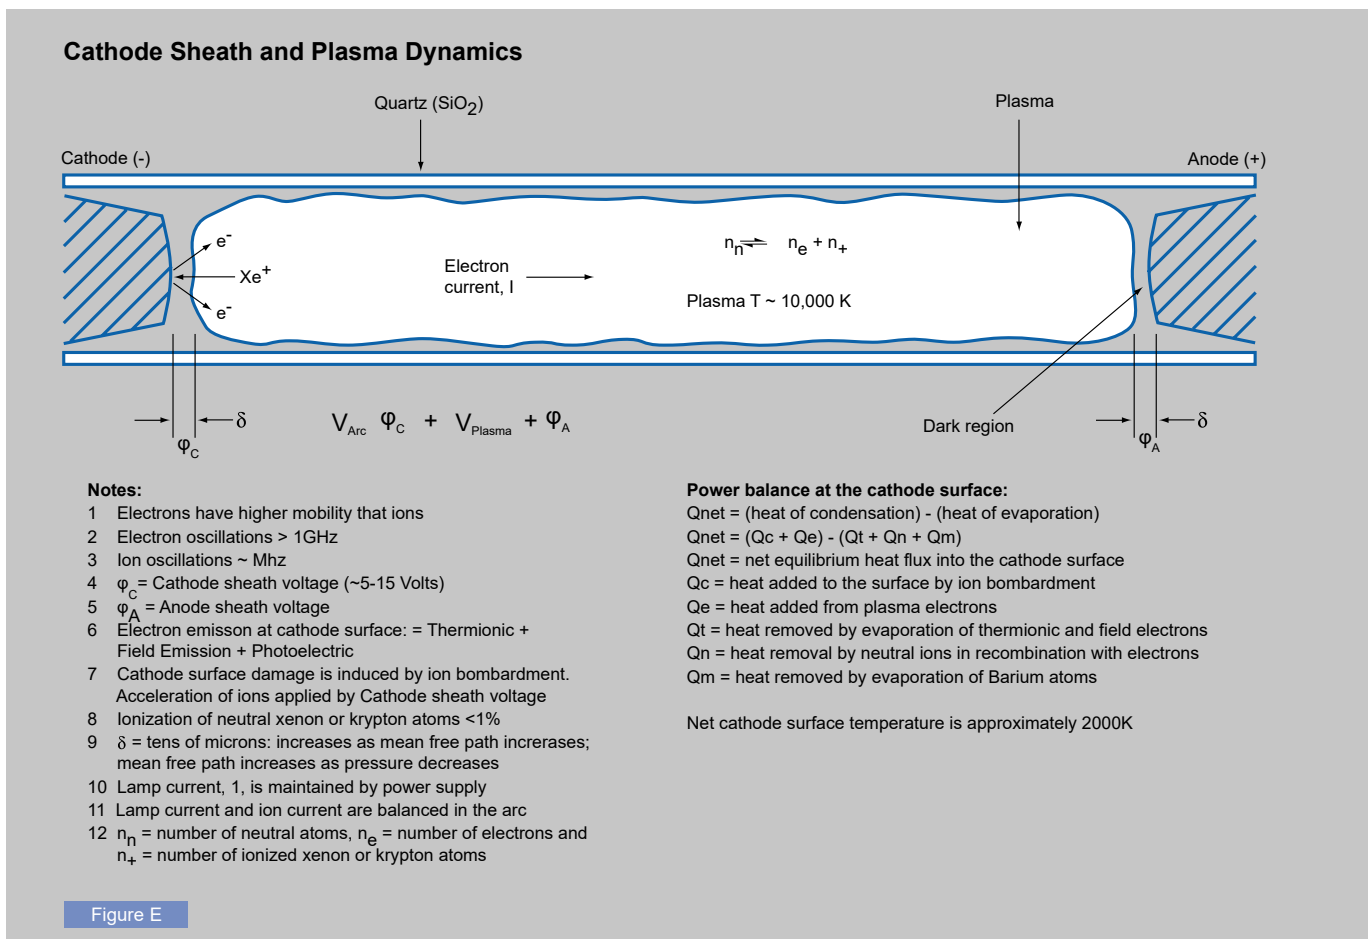 Cathode Sheath and Plasma Dynamics
Quartz (SiO2)
Plasma
Cathode (-)
Anode (+)
e-
Xe+
e-
Electron
current, I
nn ⇌ ne + n+
Plasma T ~ 10,000 K
δ
φC
VArc φC + VPlasma + φA
Dark region
δ
φA
Notes:
1 Electrons have higher mobility that ions
2 Electron oscillations > 1GHz
3 Ion oscillations ~ Mhz
4 φC= Cathode sheath voltage (~5-15 Volts)
5 φA = Anode sheath voltage
6 Electron emisson at cathode surface: = Thermionic +
Field Emission + Photoelectric
7 Cathode surface damage is induced by ion bombardment.
Acceleration of ions applied by Cathode sheath voltage
8 Ionization of neutral xenon or krypton atoms <1%
9 δ = tens of microns: increases as mean free path increrases;
mean free path increases as pressure decreases
10 Lamp current, 1, is maintained by power supply
11 Lamp current and ion current are balanced in the arc
12 nn = number of neutral atoms, ne = number of electrons and
n+ = number of ionized xenon or krypton atoms
Power balance at the cathode surface:
Qnet = (heat of condensation) - (heat of evaporation)
Qnet = (Qc + Qe) - (Qt + Qn + Qm)
Qnet = net equilibrium heat flux into the cathode surface
Qc = heat added to the surface by ion bombardment
Qe = heat added from plasma electrons
Qt = heat removed by evaporation of thermionic and field electrons
Qn = heat removal by neutral ions in recombination with electrons
Qm = heat removed by evaporation of Barium atoms
Net cathode surface temperature is approximately 2000K
Figure E